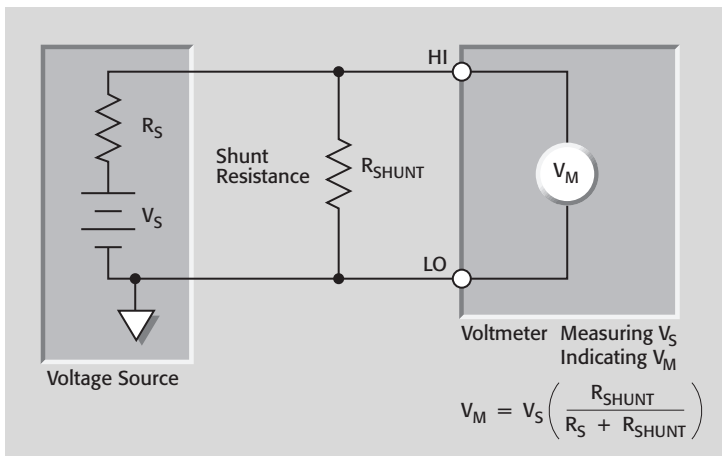 HI
R_S
Shunt
Resistance
R_SHUNT
V_M
V_S
LO
Voltage Source
Voltmeter Measuring V_S
Indicating V_M
V_M = V_S ( R_SHUNT / (R_S + R_SHUNT) )